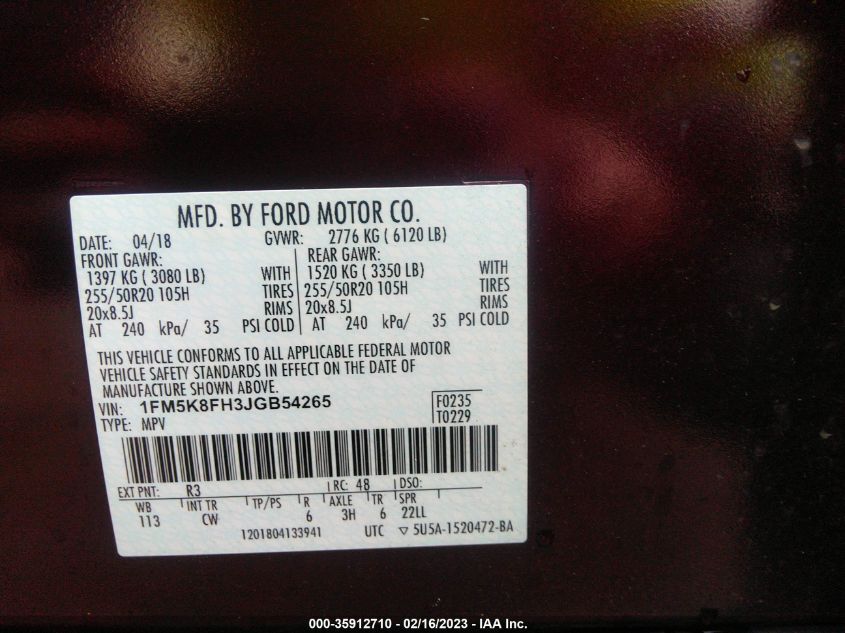 MFD. BY FORD MOTOR CO.
DATE: 04/18 GVWR: 2776 KG ( 6120 LB)
FRONT GAWR: REAR GAWR:
1397 KG ( 3080 LB) WITH 1520 KG ( 3350 LB) WITH
255/50R20 105H TIRES 255/50R20 105H TIRES
20x8.5J RIMS 20x8.5J RIMS
AT 240 kPa/ 35 PSI COLD AT 240 kPa/ 35 PSI COLD
THIS VEHICLE CONFORMS TO ALL APPLICABLE FEDERAL MOTOR
VEHICLE SAFETY STANDARDS IN EFFECT ON THE DATE OF
MANUFACTURE SHOWN ABOVE.
VIN: 1FM5K8FH3JGB54265 F0235
TYPE: MPV T0229
EXT PNT: R3 RC: 48 DSO:
WB INT TR TP/PS R AXLE TR SPR
113 CW 6 3H 6 22LL
1201804133941 UTC ▽ 5U5A-1520472-BA
000-35912710 - 02/16/2023 - IAA Inc.